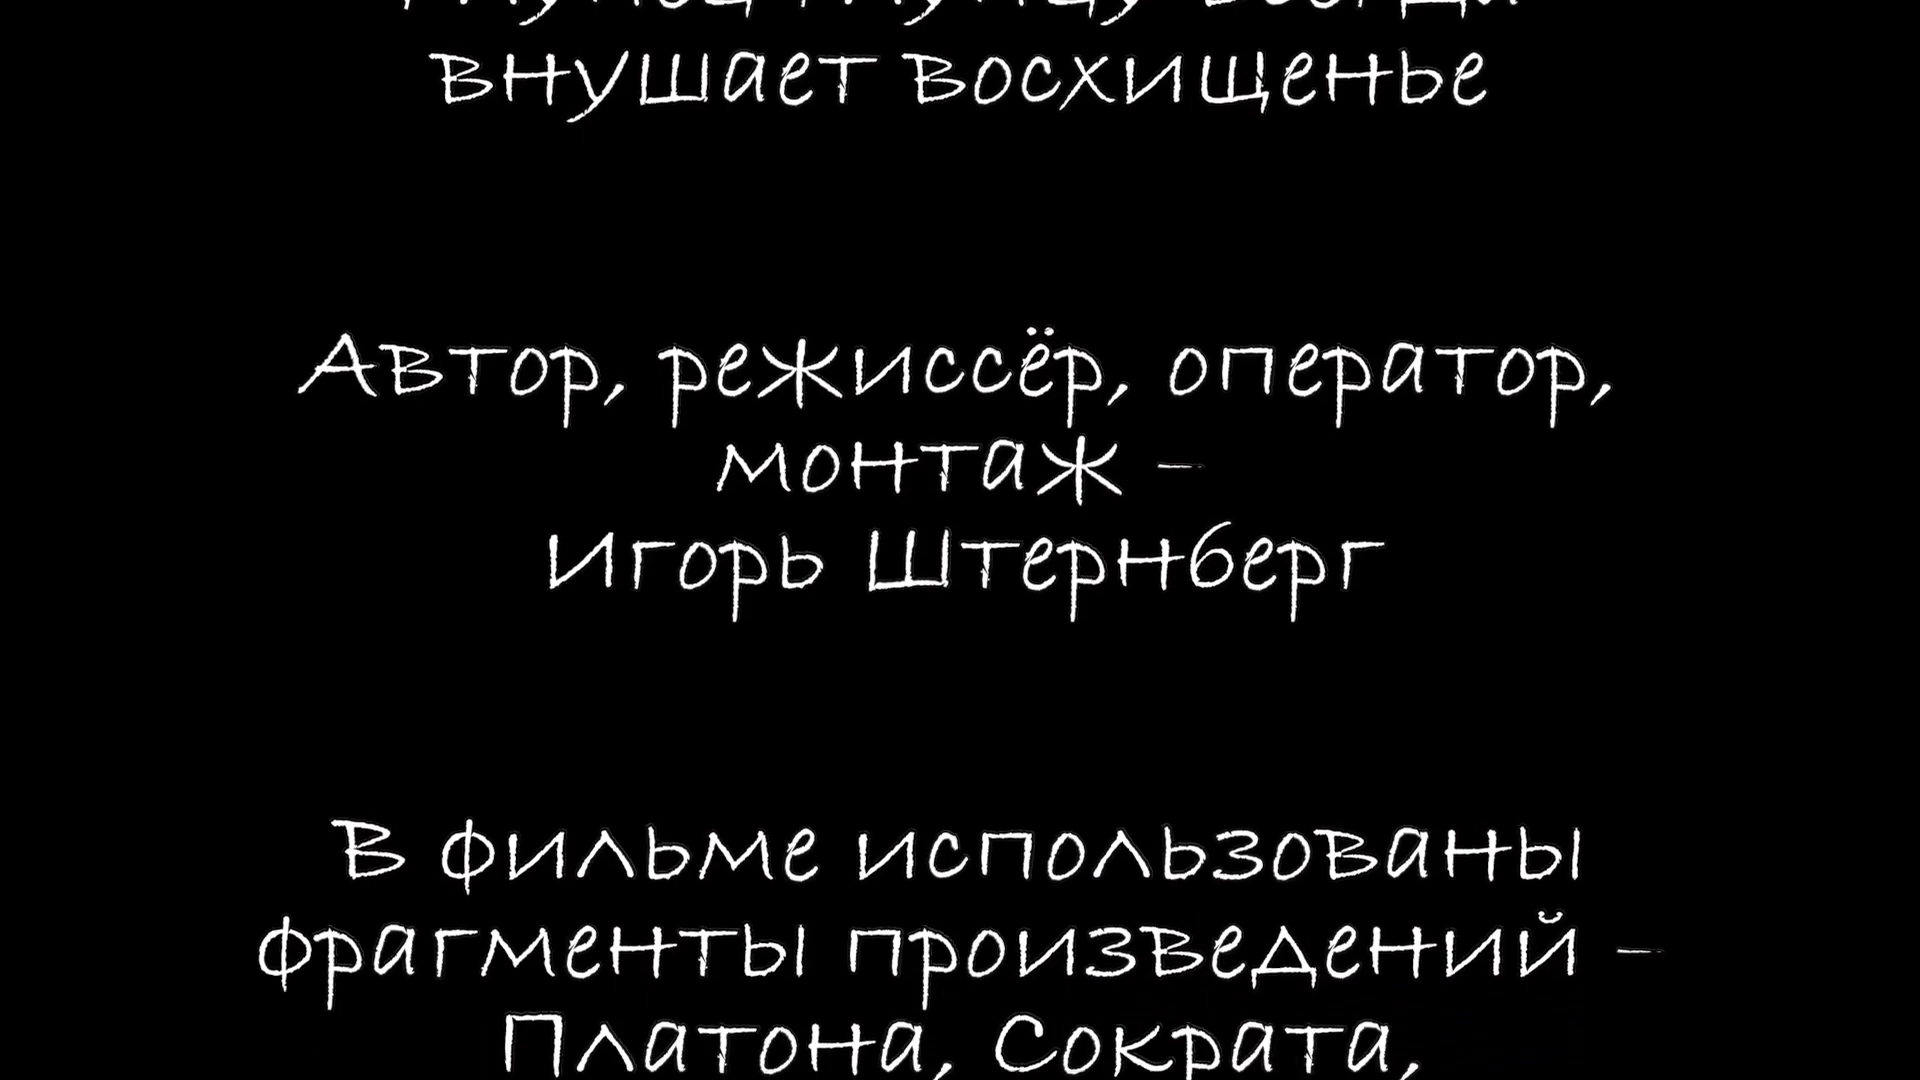 внушает восхищенье
Автор, режиссёр, оператор,
монтаж –
Игорь Штернберг
В фильме использованы
фрагменты произведений –
Платона, Сократа,